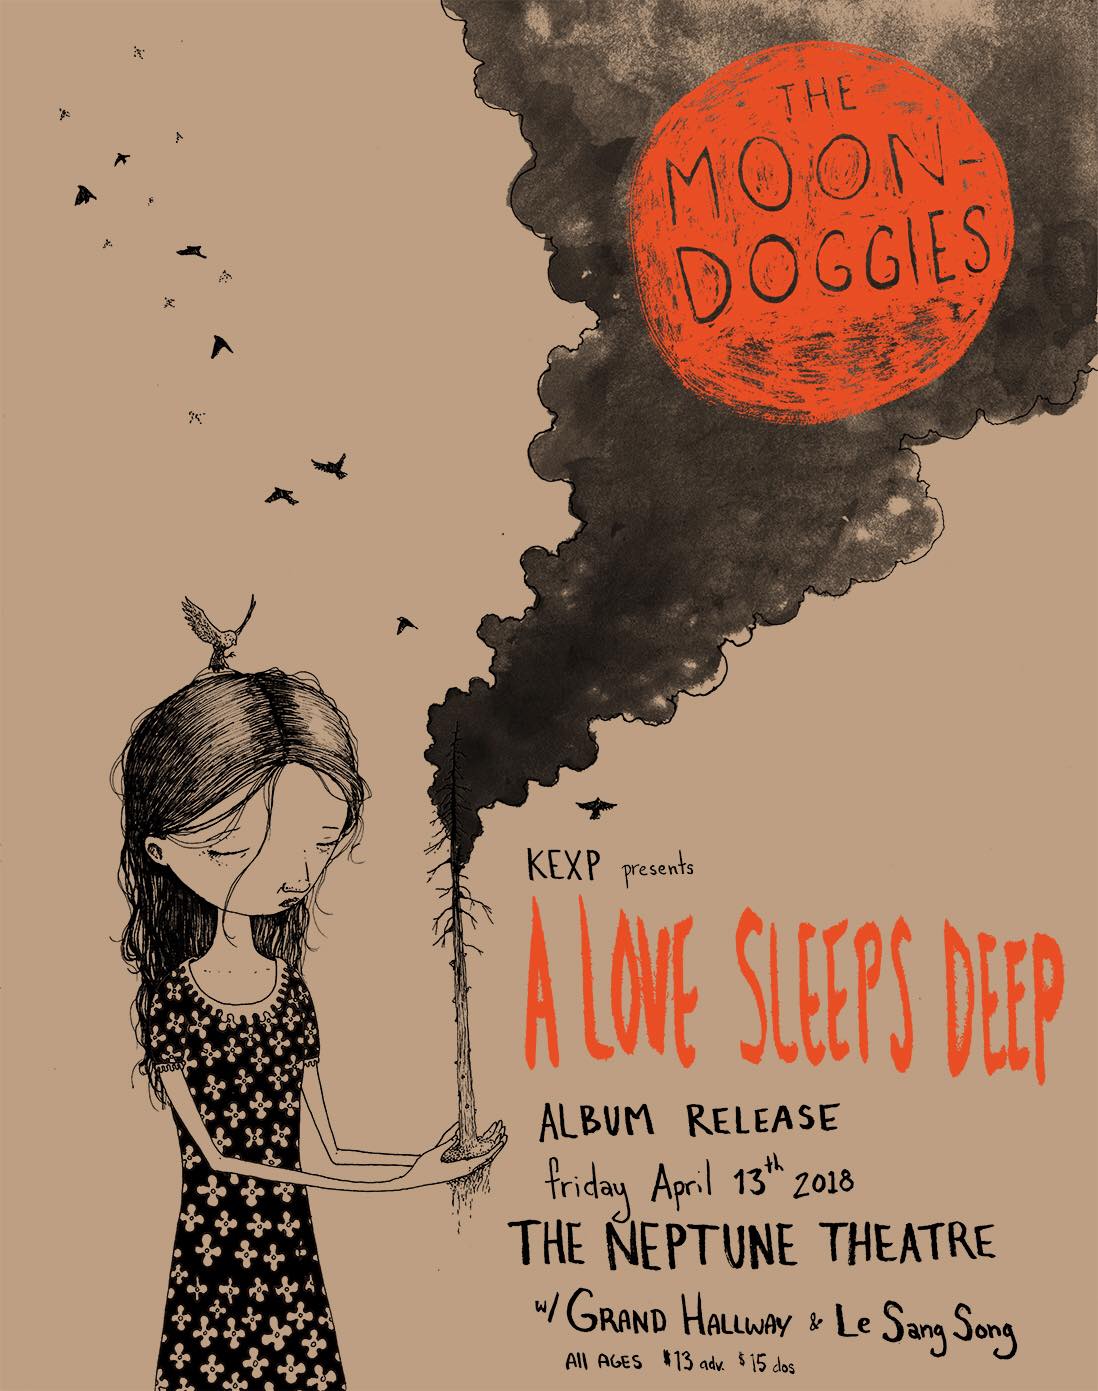 THE
MOON-
DOGGIES
KEXP presents
A LOVE SLEEPS DEEP
ALBUM RELEASE
friday April 13th 2018
THE NEPTUNE THEATRE
w/ GRAND HALLWAY & Le Sang Song
All AGES $13 adv. $15 dos